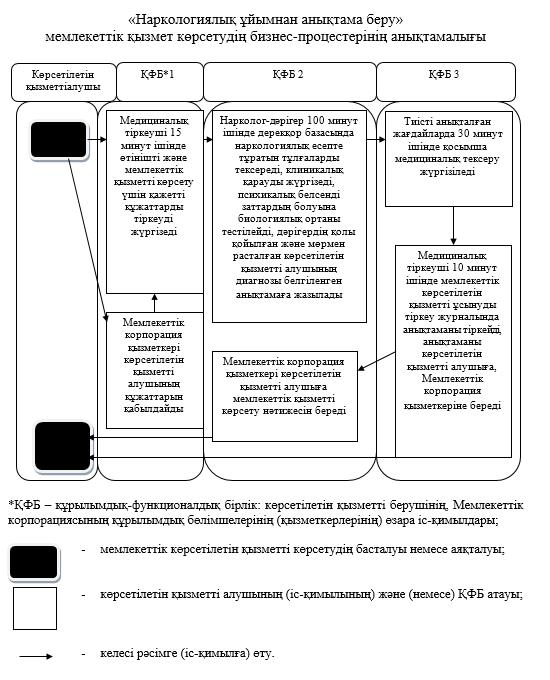 «Наркологиялық ұйымнан анықтама беру»
мемлекеттік қызмет көрсетудің бизнес-процестерінің анықтамалығы
Көрсетілетін
қызметтіалушы
ҚФБ*1
ҚФБ 2
ҚФБ 3
Медициналық
тіркеуші 15
минут ішінде
өтінішті және
мемлекеттік
қызметті көрсету
үшін қажетті
құжаттарды
тіркеуді
жүргізеді
Нарколог-дәрігер 100 минут
ішінде дереққор базасында
наркологиялық есепте
тұратын тұлғаларды
тексереді, клиникалық
қарауды жүргізеді,
психикалық белсенді
заттардың болуына
биологиялық ортаны
тестілейді, дәрігердің қолы
қойылған және мөрмен
расталған көрсетілетін
қызметті алушының
диагнозы белгіленген
анықтамаға жазылады
Тиісті анықталған
жағдайларда 30 минут
ішінде қосымша
медициналық тексеру
жүргізіледі
Медициналық
тіркеуші 10 минут
ішінде мемлекеттік
көрсетілетін
қызметті ұсынуды
тіркеу журналында
анықтаманы тіркейді,
анықтаманы
көрсетілетін
қызметті алушыға,
Мемлекеттік
корпорация
қызметкеріне береді
Мемлекеттік
корпорация
қызметкері
көрсетілетін
қызметті
алушының
құжаттарын
қабылдайды
Мемлекеттік корпорация
қызметкері көрсетілетін
қызметті алушыға
мемлекеттік қызметті
көрсету нәтижесін береді
*ҚФБ – құрылымдық-функционалдық бірлік: көрсетілетін қызметті берушінің, Мемлекеттік
корпорациясының құрылымдық бөлімшелерінің (қызметкерлерінің) өзара іс-қимылдары;
- мемлекеттік көрсетілетін қызметті көрсетудің басталуы немесе аяқталуы;
- көрсетілетін қызметті алушының (іс-қимылының) және (немесе) ҚФБ атауы;
- келесі рәсімге (іс-қимылға) өту.